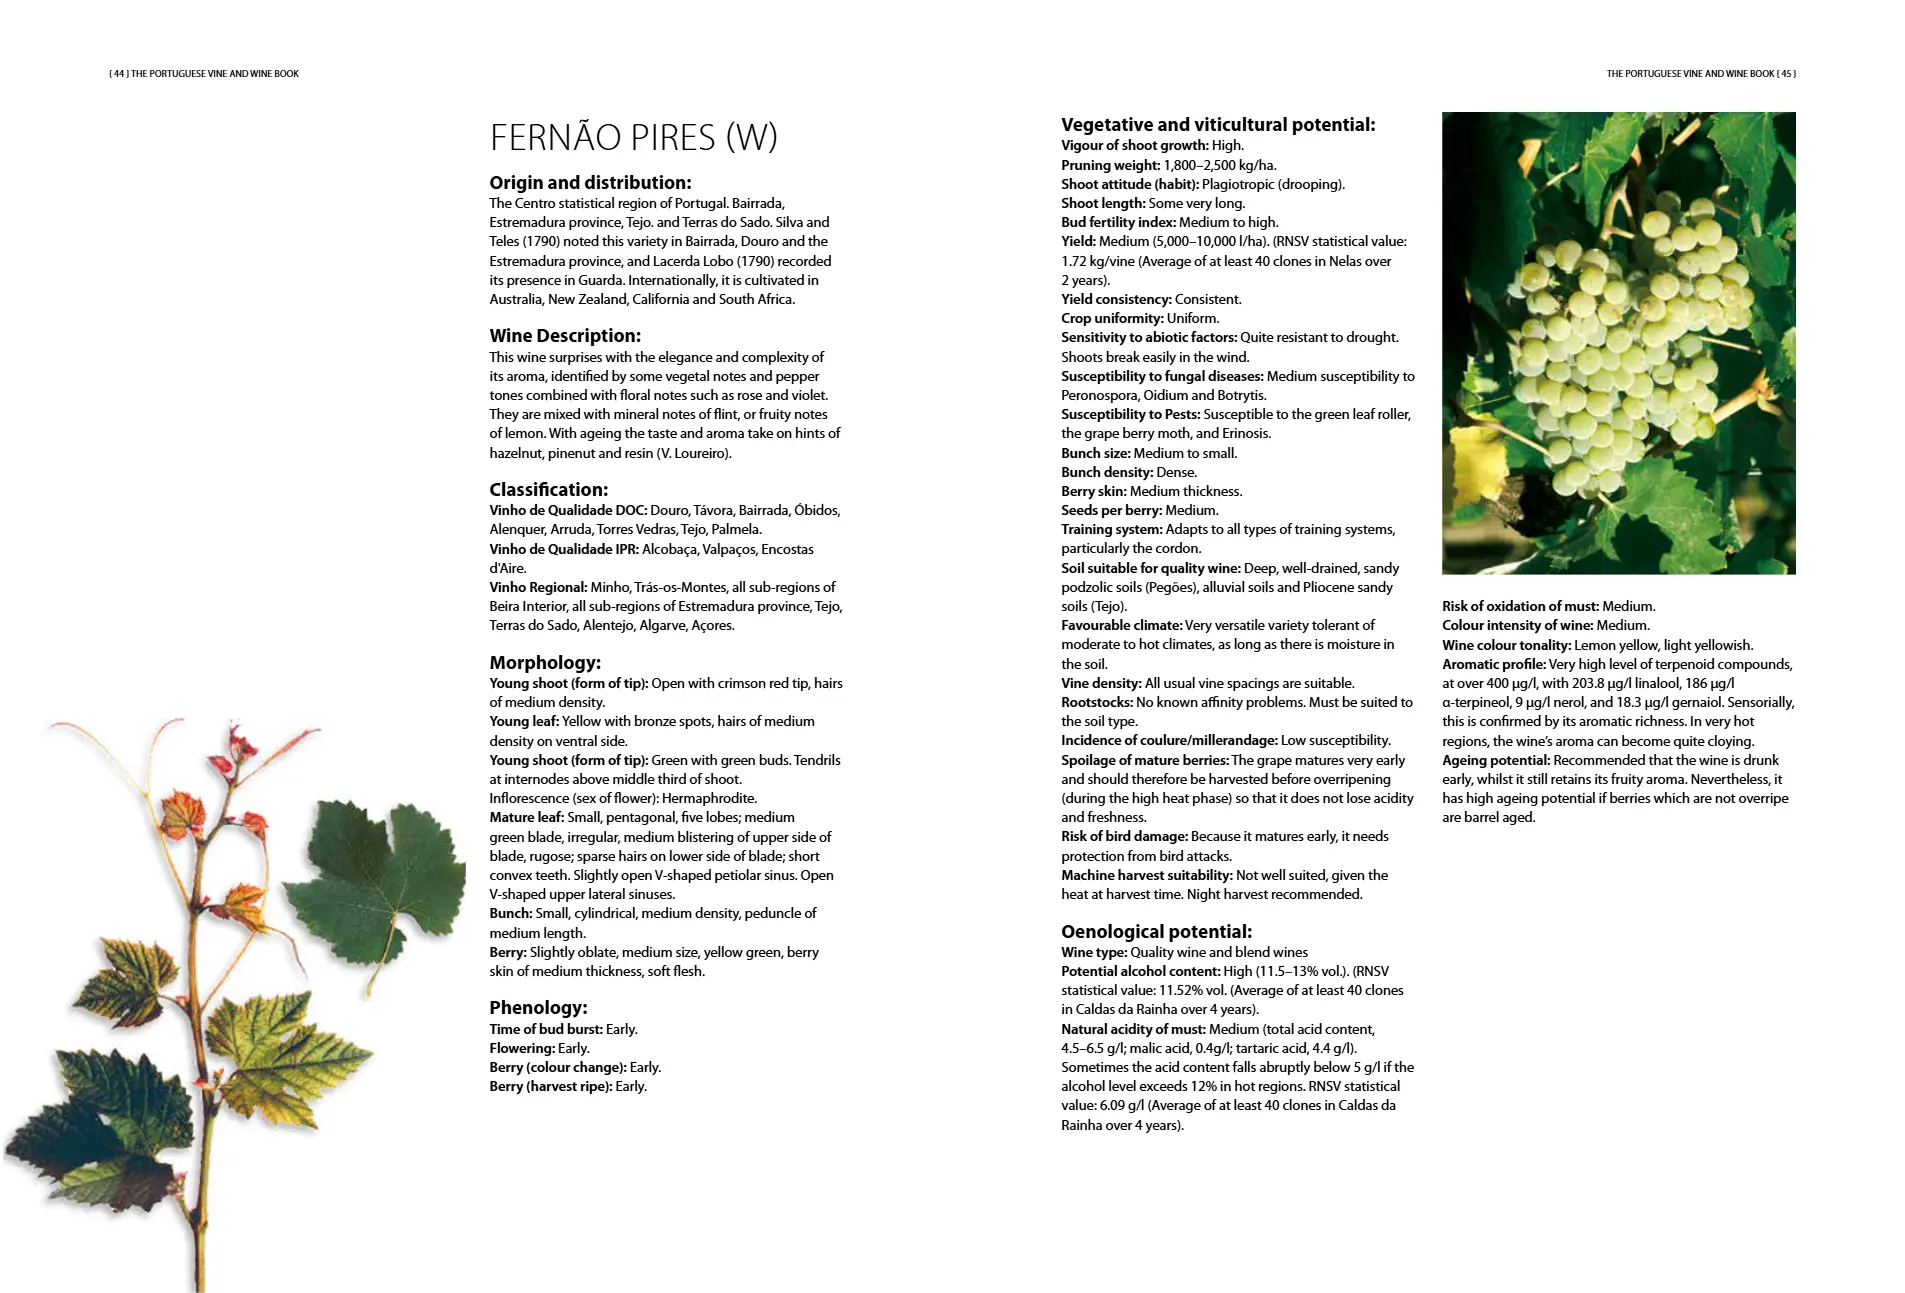 { 44 } THE PORTUGUESE VINE AND WINE BOOK
FERNÃO PIRES (W)
Origin and distribution:
The Centro statistical region of Portugal. Bairrada,
Estremadura province, Tejo. and Terras do Sado. Silva and
Teles (1790) noted this variety in Bairrada, Douro and the
Estremadura province, and Lacerda Lobo (1790) recorded
its presence in Guarda. Internationally, it is cultivated in
Australia, New Zealand, California and South Africa.
Wine Description:
This wine surprises with the elegance and complexity of
its aroma, identified by some vegetal notes and pepper
tones combined with floral notes such as rose and violet.
They are mixed with mineral notes of flint, or fruity notes
of lemon. With ageing the taste and aroma take on hints of
hazelnut, pinenut and resin (V. Loureiro).
Classification:
Vinho de Qualidade DOC: Douro, Távora, Bairrada, Óbidos,
Alenquer, Arruda, Torres Vedras, Tejo, Palmela.
Vinho de Qualidade IPR: Alcobaça, Valpaços, Encostas
d'Aire.
Vinho Regional: Minho, Trás-os-Montes, all sub-regions of
Beira Interior, all sub-regions of Estremadura province, Tejo,
Terras do Sado, Alentejo, Algarve, Açores.
Morphology:
Young shoot (form of tip): Open with crimson red tip, hairs
of medium density.
Young leaf: Yellow with bronze spots, hairs of medium
density on ventral side.
Young shoot (form of tip): Green with green buds. Tendrils
at internodes above middle third of shoot.
Inflorescence (sex of flower): Hermaphrodite.
Mature leaf: Small, pentagonal, five lobes; medium
green blade, irregular, medium blistering of upper side of
blade, rugose; sparse hairs on lower side of blade; short
convex teeth. Slightly open V-shaped petiolar sinus. Open
V-shaped upper lateral sinuses.
Bunch: Small, cylindrical, medium density, peduncle of
medium length.
Berry: Slightly oblate, medium size, yellow green, berry
skin of medium thickness, soft flesh.
Phenology:
Time of bud burst: Early.
Flowering: Early.
Berry (colour change): Early.
Berry (harvest ripe): Early.
THE PORTUGUESE VINE AND WINE BOOK { 45 }
Vegetative and viticultural potential:
Vigour of shoot growth: High.
Pruning weight: 1,800–2,500 kg/ha.
Shoot attitude (habit): Plagiotropic (drooping).
Shoot length: Some very long.
Bud fertility index: Medium to high.
Yield: Medium (5,000–10,000 l/ha). (RNSV statistical value:
1.72 kg/vine (Average of at least 40 clones in Nelas over
2 years).
Yield consistency: Consistent.
Crop uniformity: Uniform.
Sensitivity to abiotic factors: Quite resistant to drought.
Shoots break easily in the wind.
Susceptibility to fungal diseases: Medium susceptibility to
Peronospora, Oidium and Botrytis.
Susceptibility to Pests: Susceptible to the green leaf roller,
the grape berry moth, and Erinosis.
Bunch size: Medium to small.
Bunch density: Dense.
Berry skin: Medium thickness.
Seeds per berry: Medium.
Training system: Adapts to all types of training systems,
particularly the cordon.
Soil suitable for quality wine: Deep, well-drained, sandy
podzolic soils (Pegões), alluvial soils and Pliocene sandy
soils (Tejo).
Favourable climate: Very versatile variety tolerant of
moderate to hot climates, as long as there is moisture in
the soil.
Vine density: All usual vine spacings are suitable.
Rootstocks: No known affinity problems. Must be suited to
the soil type.
Incidence of coulure/millerandage: Low susceptibility.
Spoilage of mature berries: The grape matures very early
and should therefore be harvested before overripening
(during the high heat phase) so that it does not lose acidity
and freshness.
Risk of bird damage: Because it matures early, it needs
protection from bird attacks.
Machine harvest suitability: Not well suited, given the
heat at harvest time. Night harvest recommended.
Oenological potential:
Wine type: Quality wine and blend wines
Potential alcohol content: High (11.5–13% vol.). (RNSV
statistical value: 11.52% vol. (Average of at least 40 clones
in Caldas da Rainha over 4 years).
Natural acidity of must: Medium (total acid content,
4.5–6.5 g/l; malic acid, 0.4g/l; tartaric acid, 4.4 g/l).
Sometimes the acid content falls abruptly below 5 g/l if the
alcohol level exceeds 12% in hot regions. RNSV statistical
value: 6.09 g/l (Average of at least 40 clones in Caldas da
Rainha over 4 years).
Risk of oxidation of must: Medium.
Colour intensity of wine: Medium.
Wine colour tonality: Lemon yellow, light yellowish.
Aromatic profile: Very high level of terpenoid compounds,
at over 400 µg/l, with 203.8 µg/l linalool, 186 µg/l
α-terpineol, 9 µg/l nerol, and 18.3 µg/l gernaiol. Sensorially,
this is confirmed by its aromatic richness. In very hot
regions, the wine’s aroma can become quite cloying.
Ageing potential: Recommended that the wine is drunk
early, whilst it still retains its fruity aroma. Nevertheless, it
has high ageing potential if berries which are not overripe
are barrel aged.